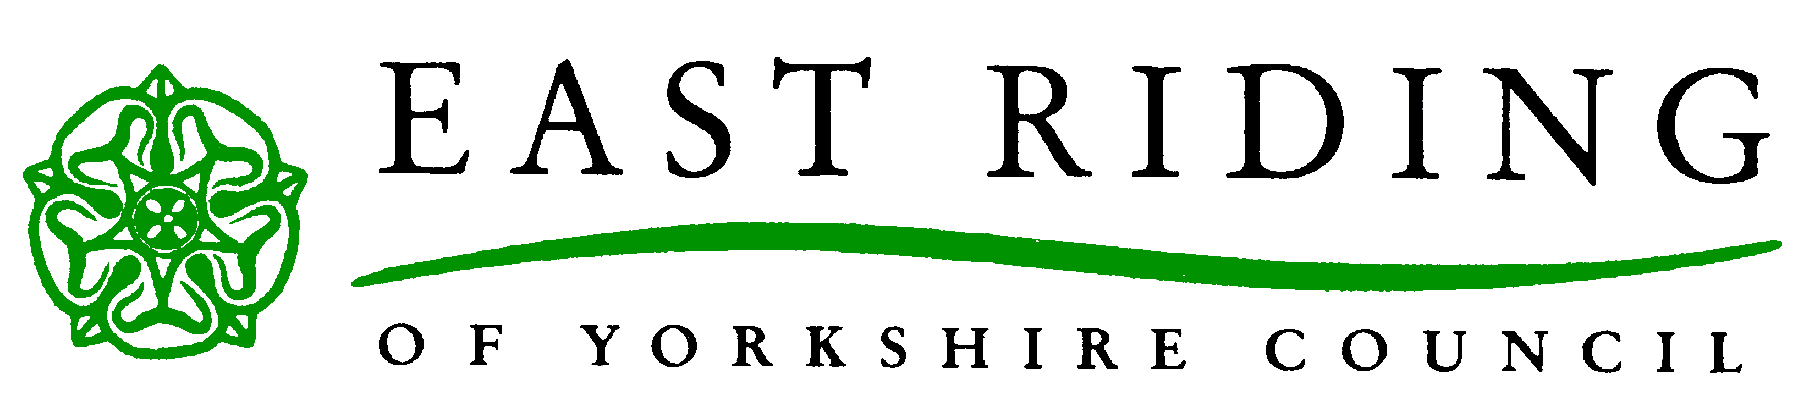 EAST RIDING
OF YORKSHIRE COUNCIL